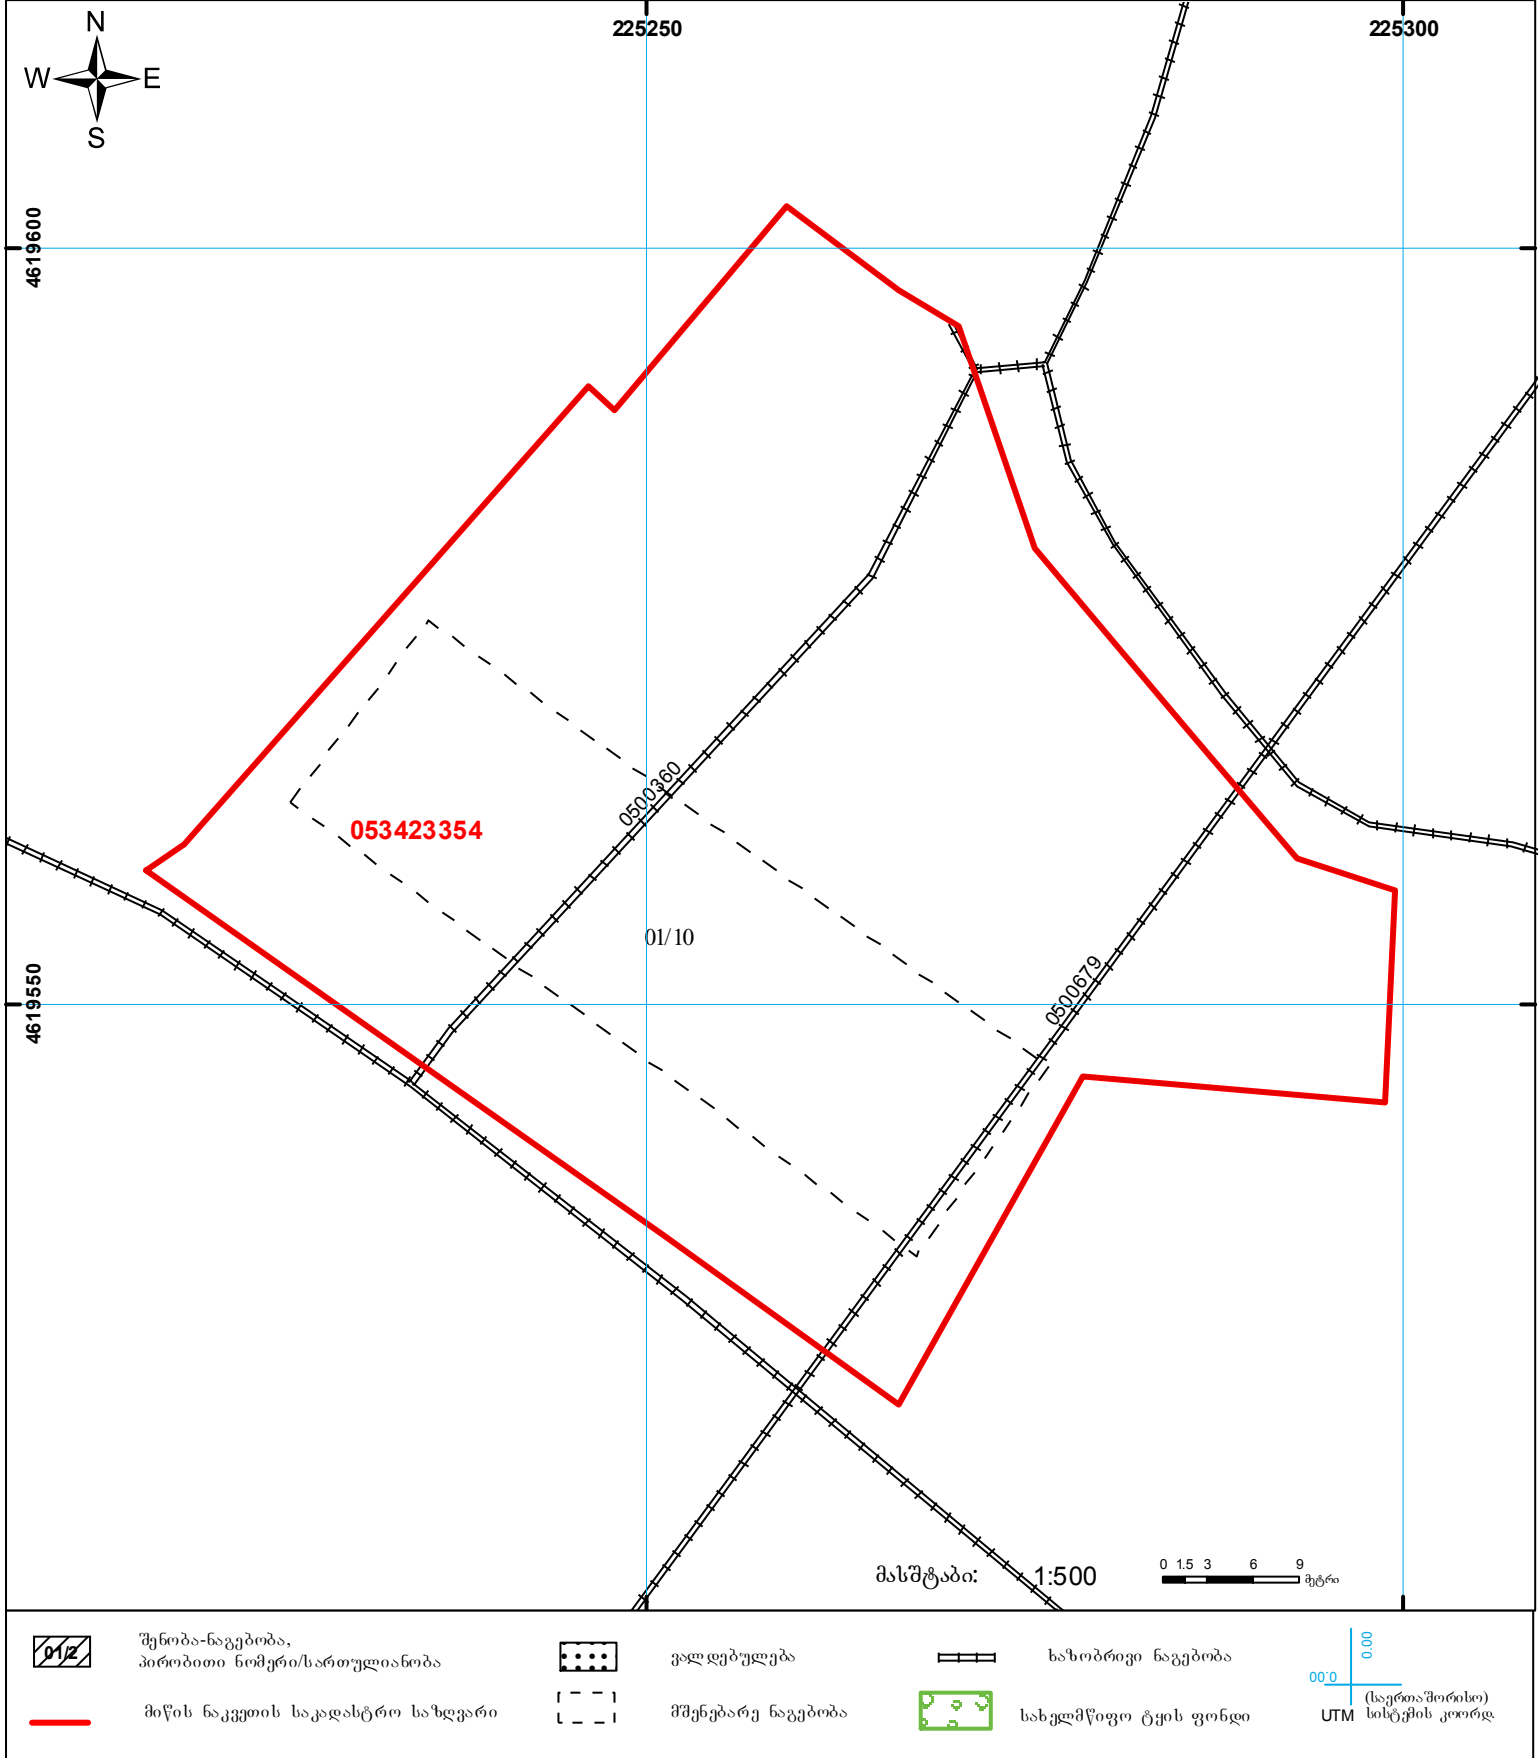 N
W E
S
225250
225300
4619600
4619550
0500360
053423354
01/10
0500679
მასშტაბი: 1:500
0 1.5 3 6 9
მეტრი
01/2
შენობა-ნაგებობა,
პირობითი ნომერი/სართულიანობა
ვალდებულება
ხაზობრივი ნაგებობა
00.0
00.0
მიწის ნაკვეთის საკადასტრო საზღვარი
მშენებარე ნაგებობა
სახელმწიფო ტყის ფონდი
UTM
(საერთაშორისო)
სისტემის კოორდ.